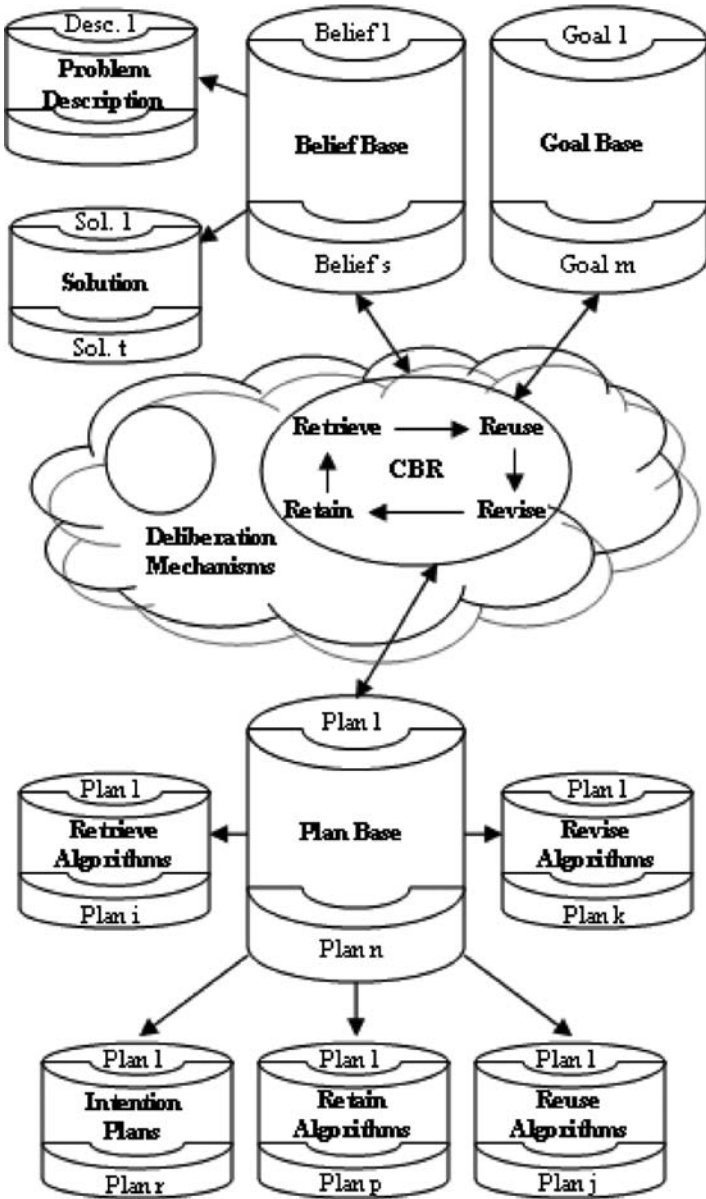 Desc. 1
Problem
Description
Belief 1
Belief Base
Belief s
Goal 1
Goal Base
Goal m
Sol. 1
Solution
Sol. t
Retrieve
Reuse
CBR
Retain
Revise
Deliberation
Mechanisms
Plan 1
Plan Base
Plan n
Plan 1
Retrieve
Algorithms
Plan i
Plan 1
Revise
Algorithms
Plan k
Plan 1
Intention
Plans
Plan r
Plan 1
Retain
Algorithms
Plan p
Plan 1
Reuse
Algorithms
Plan j